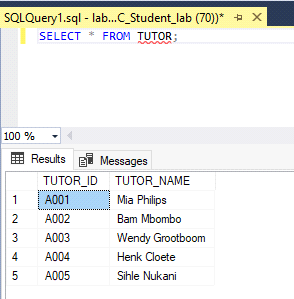 SQLQuery1.sql - lab...C_Student_lab (70))*
SELECT * FROM TUTOR;
100 %
Results Messages
TUTOR_ID TUTOR_NAME
1 A001 Mia Philips
2 A002 Bam Mbombo
3 A003 Wendy Grootboom
4 A004 Henk Cloete
5 A005 Sihle Nukani